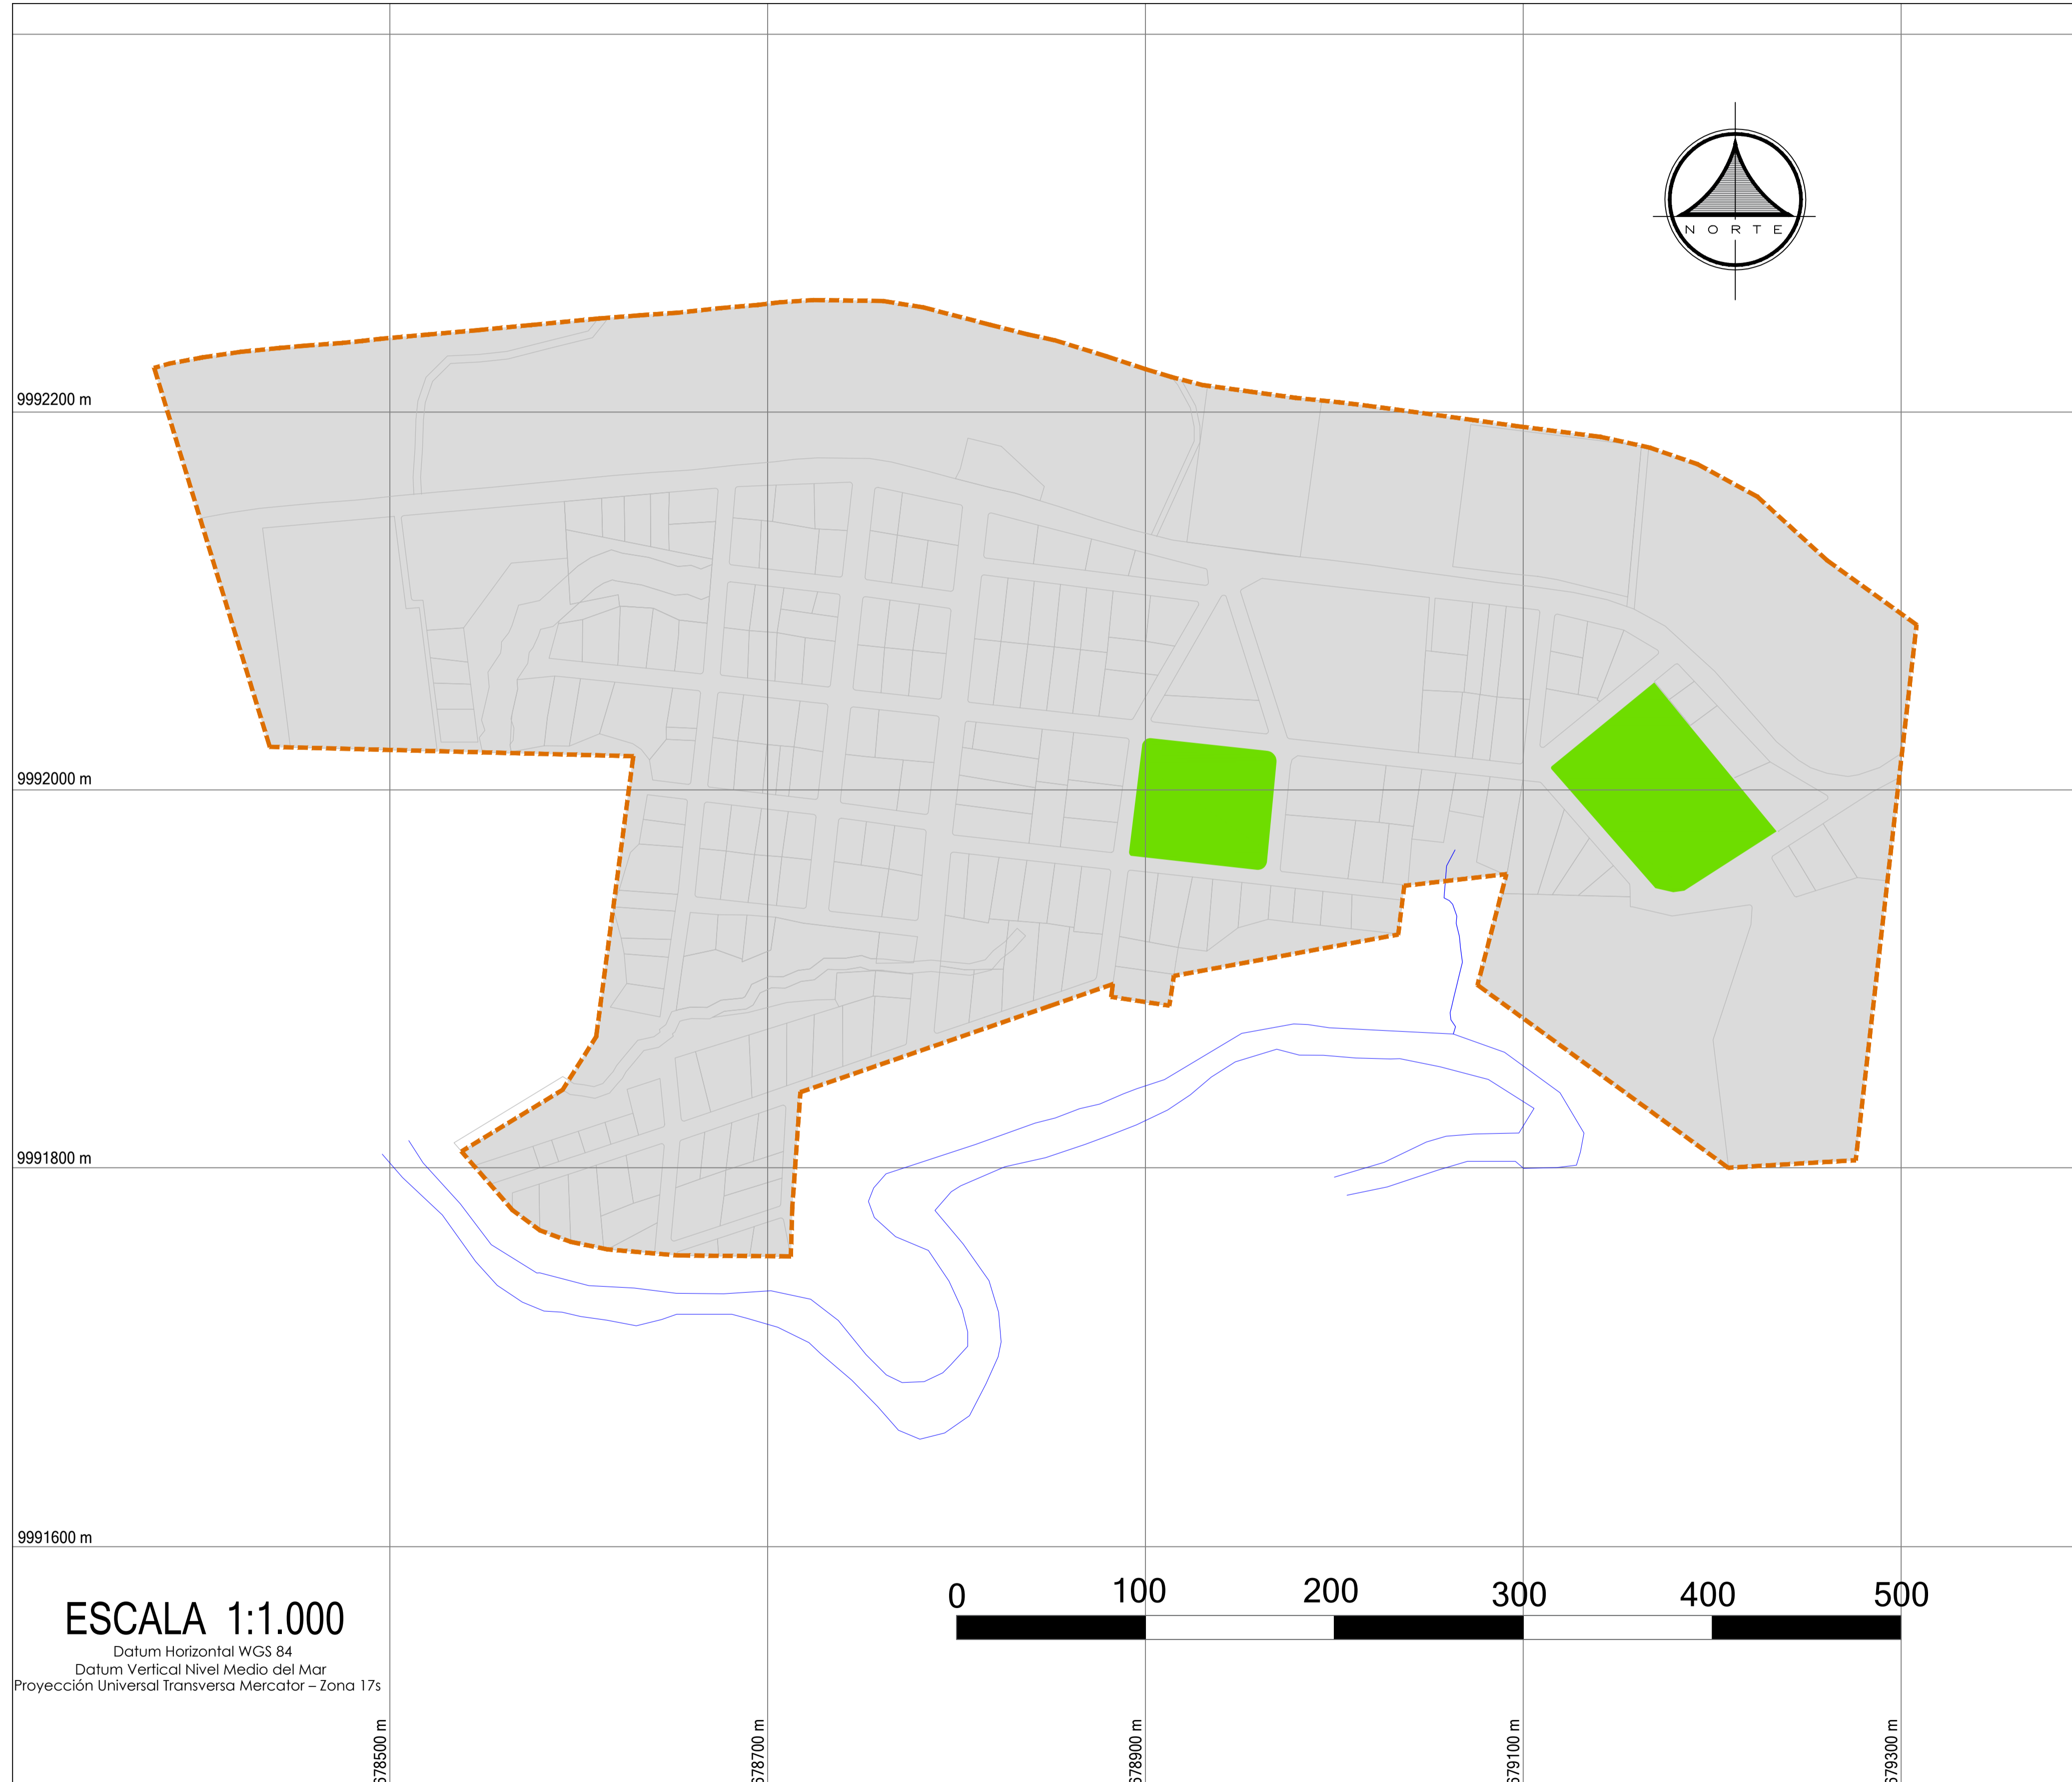 N O R T E
9992200 m
9992000 m
9991800 m
9991600 m
ESCALA 1:1.000
Datum Horizontal WGS 84
Datum Vertical Nivel Medio del Mar
Proyección Universal Transversa Mercator – Zona 17s
0 100 200 300 400 500
678500 m
678700 m
678900 m
679100 m
679300 m